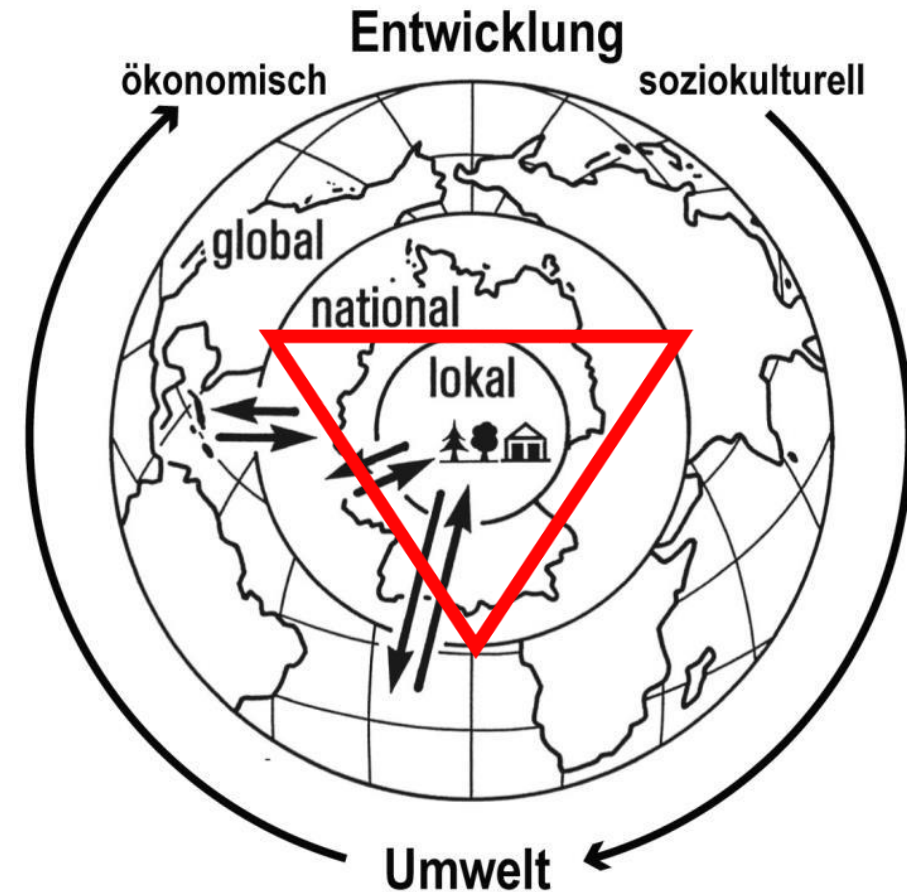 Entwicklung
ökonomisch
soziokulturell
global
national
lokal
Umwelt